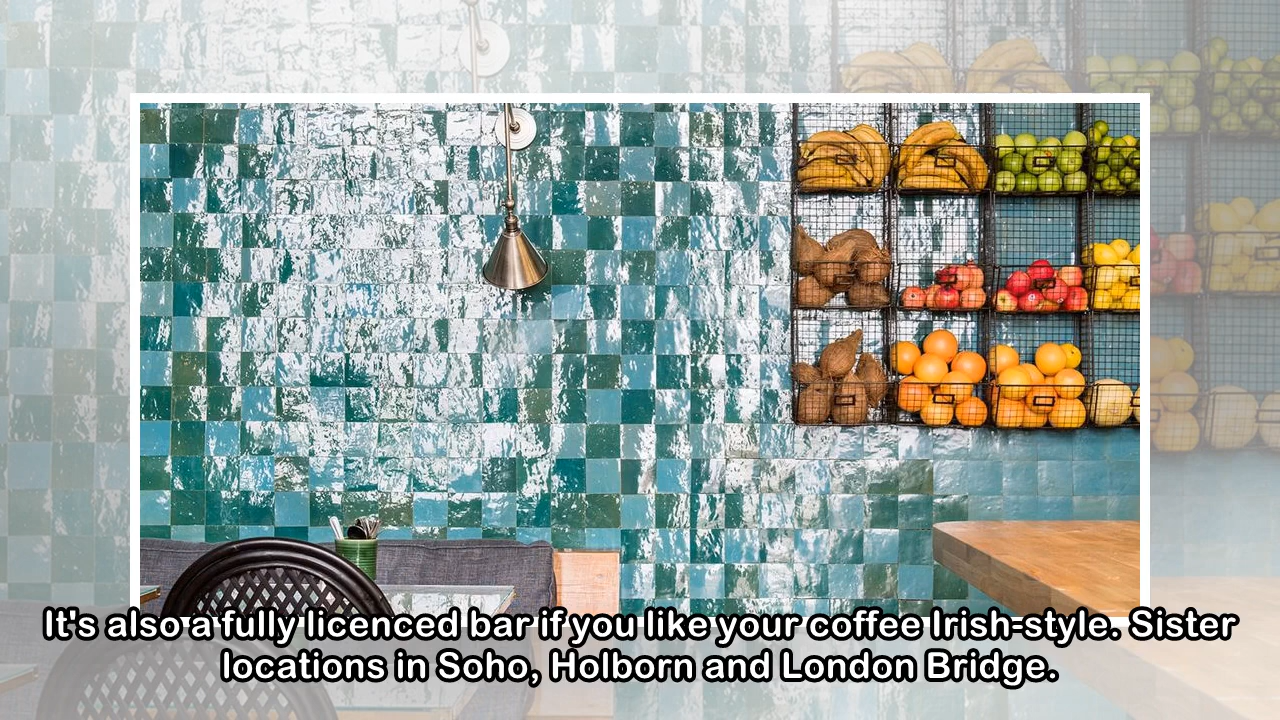 It's also a fully licenced bar if you like your coffee Irish-style. Sister
locations in Soho, Holborn and London Bridge.